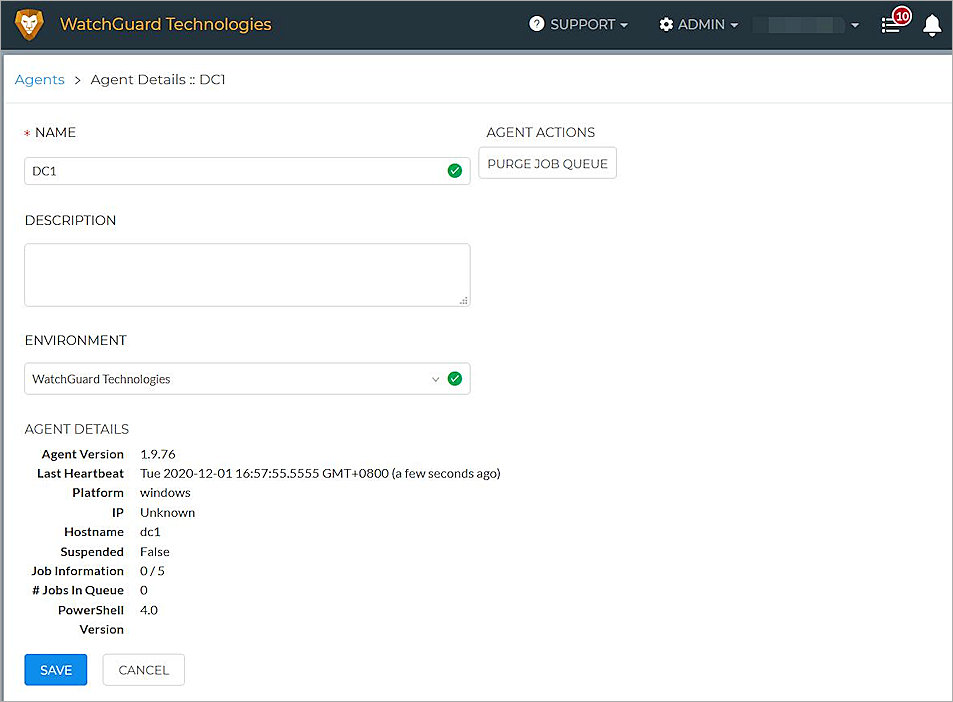 WatchGuard Technologies
SUPPORT
ADMIN
10
Agents > Agent Details :: DC1
* NAME
DC1
AGENT ACTIONS
PURGE JOB QUEUE
DESCRIPTION
ENVIRONMENT
WatchGuard Technologies
AGENT DETAILS
Agent Version 1.9.76
Last Heartbeat Tue 2020-12-01 16:57:55.5555 GMT+0800 (a few seconds ago)
Platform windows
IP Unknown
Hostname dc1
Suspended False
Job Information 0 / 5
# Jobs In Queue 0
PowerShell 4.0
Version
SAVE
CANCEL